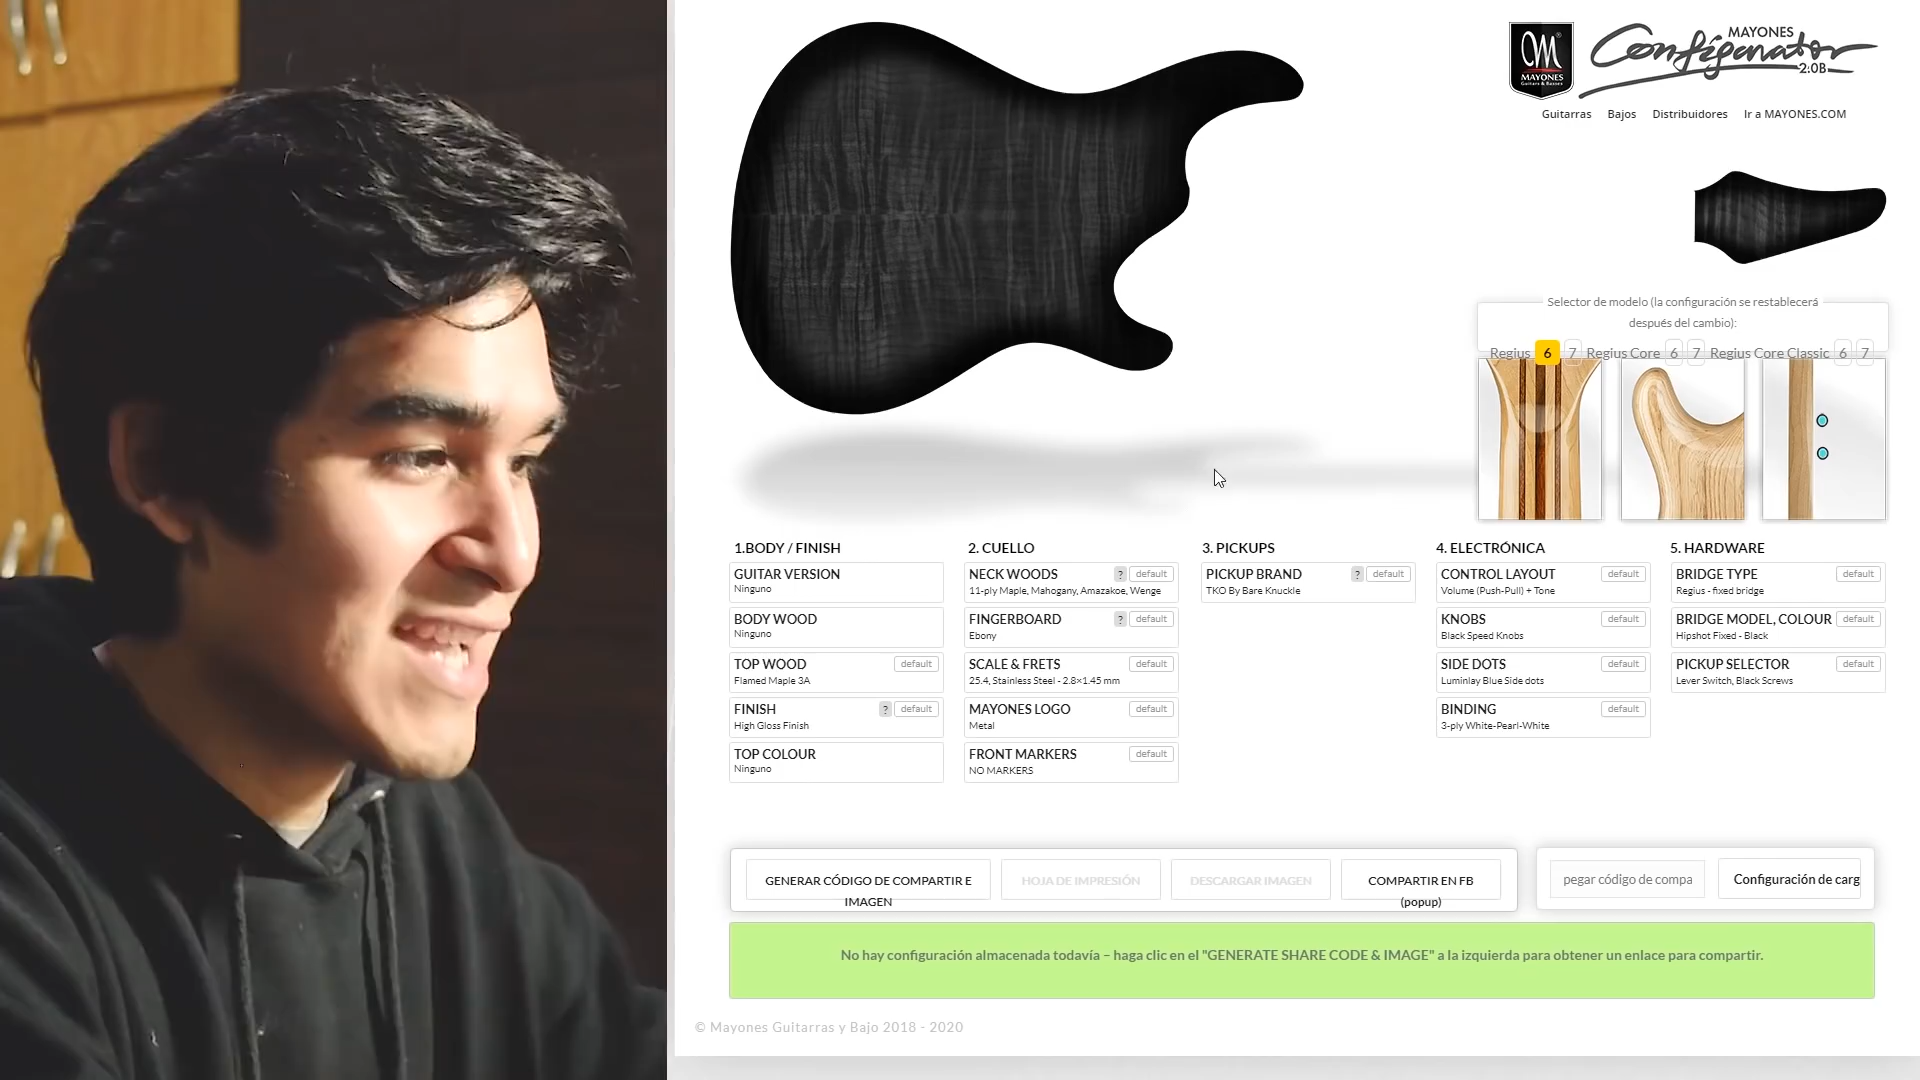 MAYONES
Configurator
2:0B
MAYONES
Guitars & Basses
Guitarras Bajos Distribuidores Ir a MAYONES.COM
Selector de modelo (la configuración se restablecerá
después del cambio):
Regius 6 7 Regius Core 6 7 Regius Core Classic 6 7
1.BODY / FINISH
GUITAR VERSION
Ninguno
BODY WOOD
Ninguno
TOP WOOD default
Flamed Maple 3A
FINISH ? default
High Gloss Finish
TOP COLOUR
Ninguno
2. CUELLO
NECK WOODS ? default
11-ply Maple, Mahogany, Amazakoe, Wenge
FINGERBOARD ? default
Ebony
SCALE & FRETS default
25.4, Stainless Steel - 2.8×1.45 mm
MAYONES LOGO default
Metal
FRONT MARKERS default
NO MARKERS
3. PICKUPS
PICKUP BRAND ? default
TKO By Bare Knuckle
4. ELECTRÓNICA
CONTROL LAYOUT default
Volume (Push-Pull) + Tone
KNOBS default
Black Speed Knobs
SIDE DOTS default
Luminlay Blue Side dots
BINDING default
3-ply White-Pearl-White
5. HARDWARE
BRIDGE TYPE default
Regius - fixed bridge
BRIDGE MODEL, COLOUR default
Hipshot Fixed - Black
PICKUP SELECTOR default
Lever Switch, Black Screws
GENERAR CÓDIGO DE COMPARTIR E
IMAGEN
HOJA DE IMPRESIÓN
DESCARGAR IMAGEN
COMPARTIR EN FB
(popup)
pegar código de compa
Configuración de carg
No hay configuración almacenada todavía – haga clic en el "GENERATE SHARE CODE & IMAGE" a la izquierda para obtener un enlace para compartir.
© Mayones Guitarras y Bajo 2018 - 2020